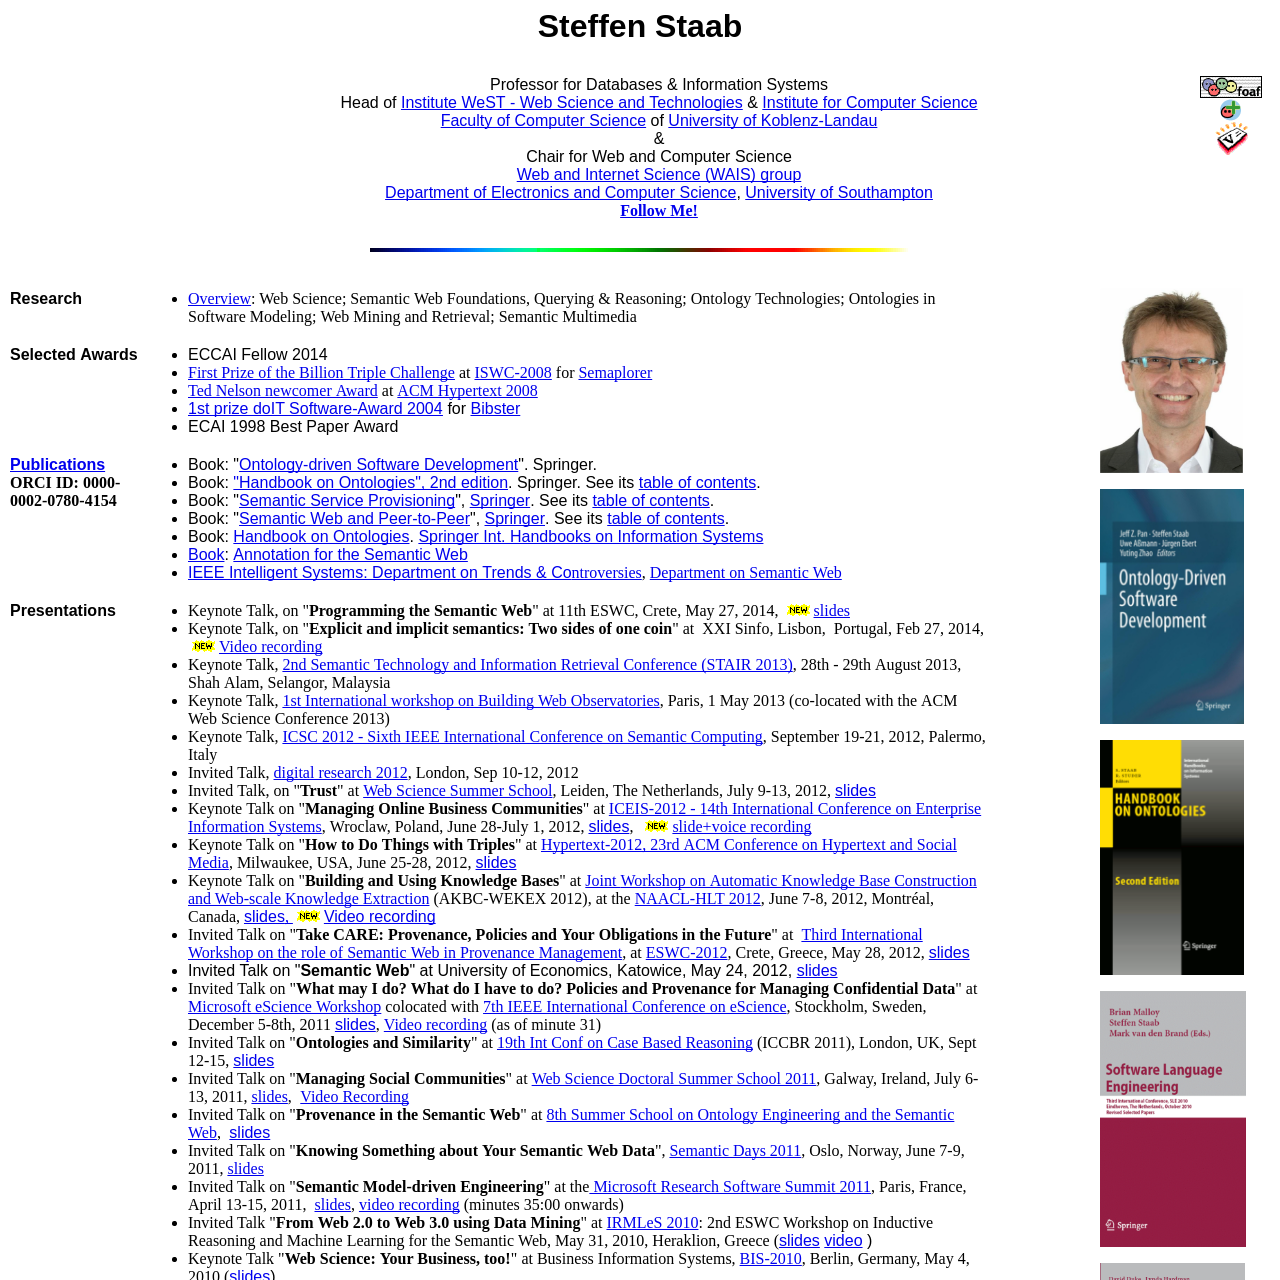 Steffen Staab
Professor for Databases & Information Systems
Head of Institute WeST - Web Science and Technologies & Institute for Computer Science
Faculty of Computer Science of University of Koblenz-Landau
&
Chair for Web and Computer Science
Web and Internet Science (WAIS) group
Department of Electronics and Computer Science, University of Southampton
Follow Me!
foaf
Research
Overview: Web Science; Semantic Web Foundations, Querying & Reasoning; Ontology Technologies; Ontologies in
Software Modeling; Web Mining and Retrieval; Semantic Multimedia
Selected Awards
ECCAI Fellow 2014
First Prize of the Billion Triple Challenge at ISWC-2008 for Semaplorer
Ted Nelson newcomer Award at ACM Hypertext 2008
1st prize doIT Software-Award 2004 for Bibster
ECAI 1998 Best Paper Award
Publications
ORCI ID: 0000-
0002-0780-4154
Book: "Ontology-driven Software Development". Springer.
Book: "Handbook on Ontologies", 2nd edition. Springer. See its table of contents.
Book: "Semantic Service Provisioning", Springer. See its table of contents.
Book: "Semantic Web and Peer-to-Peer", Springer. See its table of contents.
Book: Handbook on Ontologies. Springer Int. Handbooks on Information Systems
Book: Annotation for the Semantic Web
IEEE Intelligent Systems: Department on Trends & Controversies, Department on Semantic Web
Presentations
Keynote Talk, on "Programming the Semantic Web" at 11th ESWC, Crete, May 27, 2014, NEW slides
Keynote Talk, on "Explicit and implicit semantics: Two sides of one coin" at XXI Sinfo, Lisbon, Portugal, Feb 27, 2014,
NEW Video recording
Keynote Talk, 2nd Semantic Technology and Information Retrieval Conference (STAIR 2013), 28th - 29th August 2013,
Shah Alam, Selangor, Malaysia
Keynote Talk, 1st International workshop on Building Web Observatories, Paris, 1 May 2013 (co-located with the ACM
Web Science Conference 2013)
Keynote Talk, ICSC 2012 - Sixth IEEE International Conference on Semantic Computing, September 19-21, 2012, Palermo,
Italy
Invited Talk, digital research 2012, London, Sep 10-12, 2012
Invited Talk, on "Trust" at Web Science Summer School, Leiden, The Netherlands, July 9-13, 2012, slides
Keynote Talk on "Managing Online Business Communities" at ICEIS-2012 - 14th International Conference on Enterprise
Information Systems, Wroclaw, Poland, June 28-July 1, 2012, slides, NEW slide+voice recording
Keynote Talk on "How to Do Things with Triples" at Hypertext-2012, 23rd ACM Conference on Hypertext and Social
Media, Milwaukee, USA, June 25-28, 2012, slides
Keynote Talk on "Building and Using Knowledge Bases" at Joint Workshop on Automatic Knowledge Base Construction
and Web-scale Knowledge Extraction (AKBC-WEKEX 2012), at the NAACL-HLT 2012, June 7-8, 2012, Montréal,
Canada, slides, NEW Video recording
Invited Talk on "Take CARE: Provenance, Policies and Your Obligations in the Future" at Third International
Workshop on the role of Semantic Web in Provenance Management, at ESWC-2012, Crete, Greece, May 28, 2012, slides
Invited Talk on "Semantic Web" at University of Economics, Katowice, May 24, 2012, slides
Invited Talk on "What may I do? What do I have to do? Policies and Provenance for Managing Confidential Data" at
Microsoft eScience Workshop colocated with 7th IEEE International Conference on eScience, Stockholm, Sweden,
December 5-8th, 2011 slides, Video recording (as of minute 31)
Invited Talk on "Ontologies and Similarity" at 19th Int Conf on Case Based Reasoning (ICCBR 2011), London, UK, Sept
12-15, slides
Invited Talk on "Managing Social Communities" at Web Science Doctoral Summer School 2011, Galway, Ireland, July 6-
13, 2011, slides, Video Recording
Invited Talk on "Provenance in the Semantic Web" at 8th Summer School on Ontology Engineering and the Semantic
Web, slides
Invited Talk on "Knowing Something about Your Semantic Web Data", Semantic Days 2011, Oslo, Norway, June 7-9,
2011, slides
Invited Talk on "Semantic Model-driven Engineering" at the Microsoft Research Software Summit 2011, Paris, France,
April 13-15, 2011, slides, video recording (minutes 35:00 onwards)
Invited Talk "From Web 2.0 to Web 3.0 using Data Mining" at IRMLeS 2010: 2nd ESWC Workshop on Inductive
Reasoning and Machine Learning for the Semantic Web, May 31, 2010, Heraklion, Greece (slides video )
Keynote Talk "Web Science: Your Business, too!" at Business Information Systems, BIS-2010, Berlin, Germany, May 4,
2010 (slides)
Jeff Z. Pan · Steffen Staab
Uwe Aßmann · Jürgen Ebert
Yuting Zhao Editors
Ontology-Driven
Software
Development
Springer
S. STAAB
R. STUDER
Editors
International
Handbooks
on Information
Systems
HANDBOOK
ON ONTOLOGIES
Second Edition
Springer
Brian Malloy
Steffen Staab
Mark van den Brand (Eds.)
Software Language
Engineering
Third International Conference, SLE 2010
Eindhoven, The Netherlands, October 2010
Revised Selected Papers
Springer